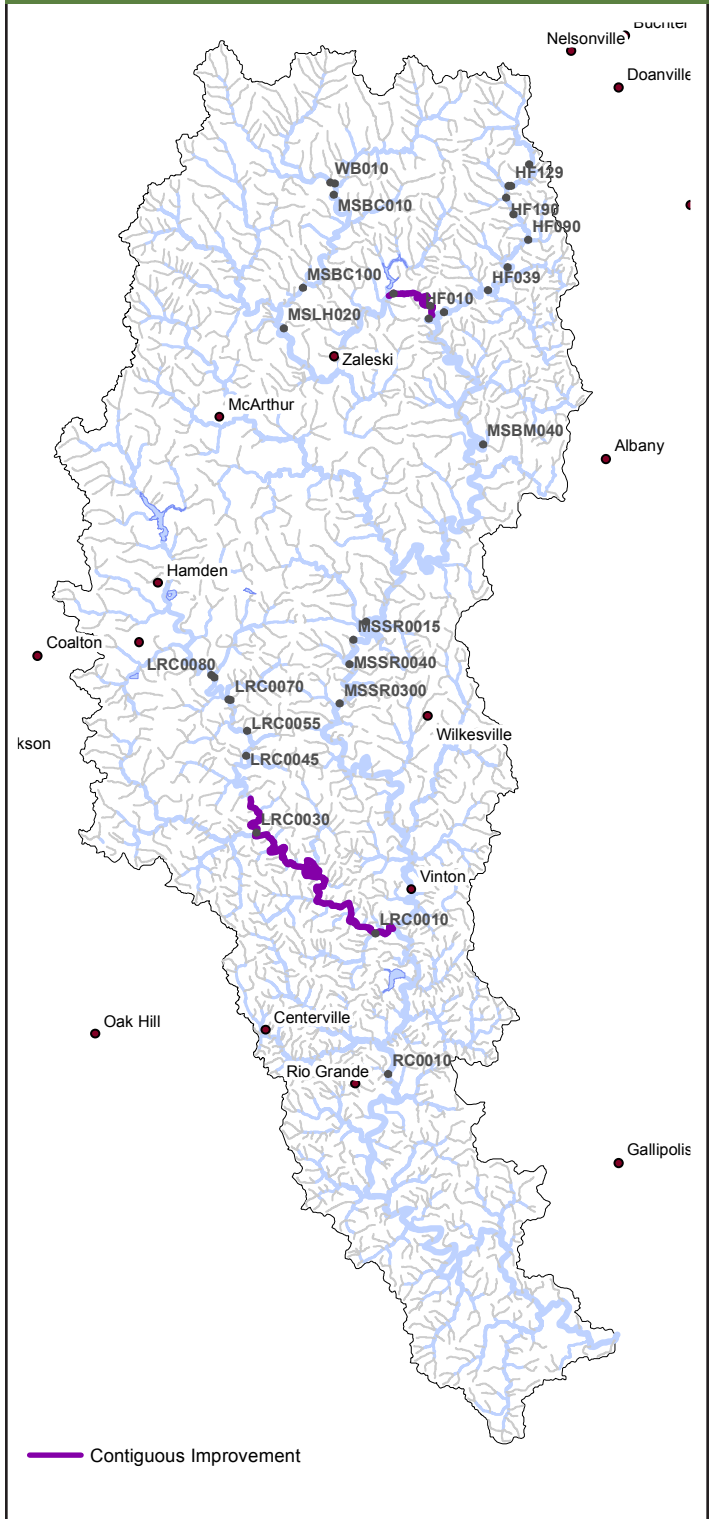 Buchtel
Nelsonville
Doanville
WB010
HF129
MSBC010
HF190
HF090
MSBC100
HF039
HF010
MSLH020
Zaleski
McArthur
MSBM040
Albany
Hamden
MSSR0015
Coalton
LRC0080
MSSR0040
LRC0070
MSSR0300
LRC0055
Wilkesville
kson
LRC0045
LRC0030
Vinton
LRC0010
Centerville
Oak Hill
RC0010
Rio Grande
Gallipolis
Contiguous Improvement